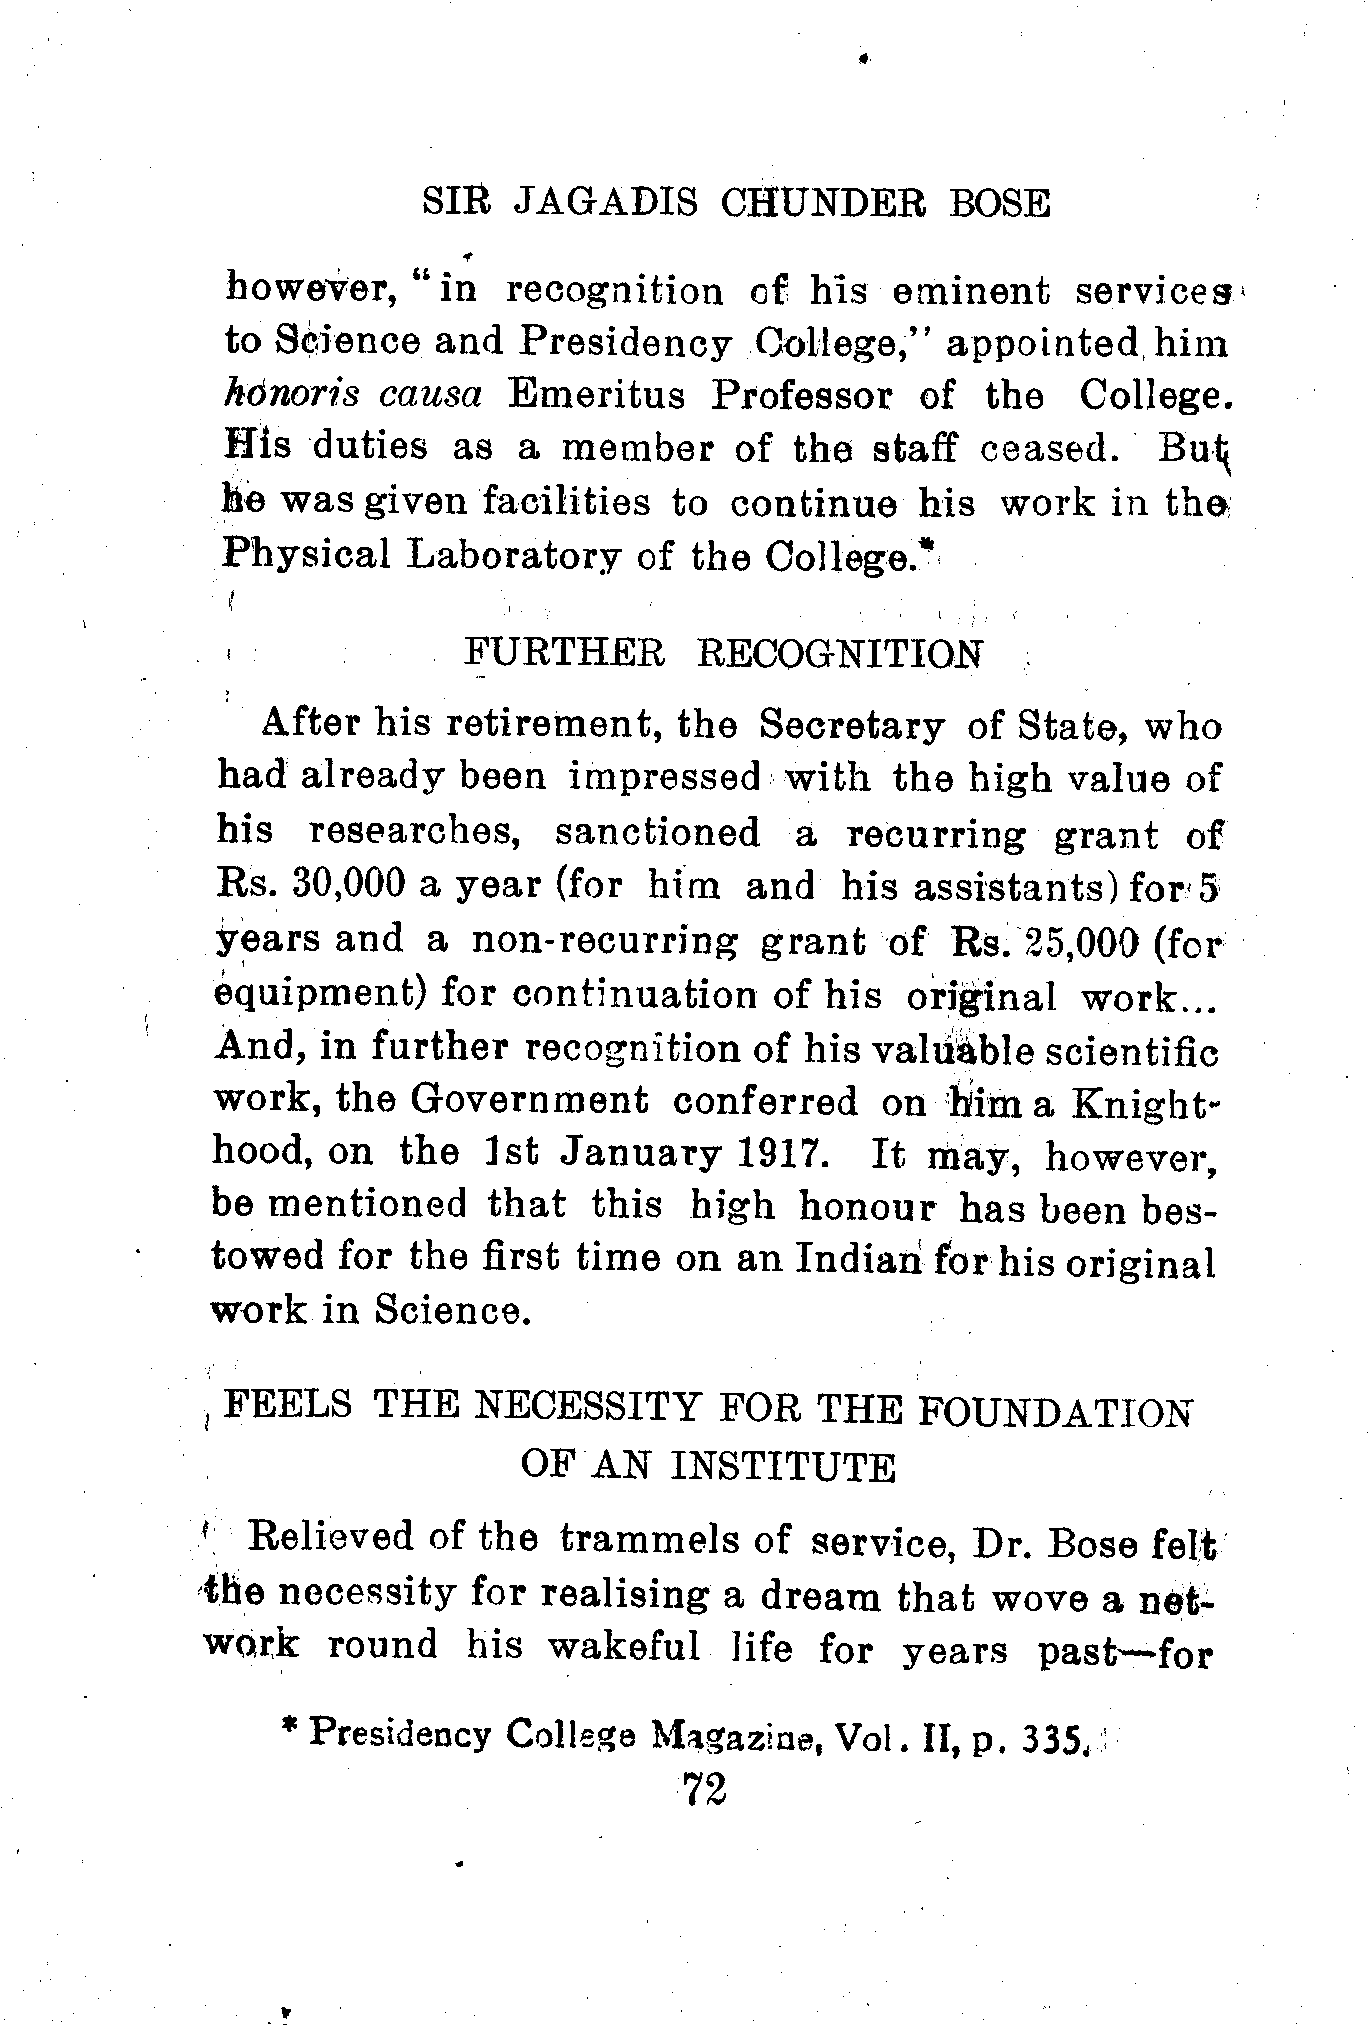 SIR JAGADIS CHUNDER BOSE
however, "in recognition of his eminent services
to Science and Presidency College," appointed him
honoris causa Emeritus Professor of the College.
His duties as a member of the staff ceased. But
he was given facilities to continue his work in the
Physical Laboratory of the College.*
FURTHER RECOGNITION
After his retirement, the Secretary of State, who
had already been impressed with the high value of
his researches, sanctioned a recurring grant of
Rs. 30,000 a year (for him and his assistants) for 5
years and a non-recurring grant of Rs. 25,000 (for
equipment) for continuation of his original work...
And, in further recognition of his valuable scientific
work, the Government conferred on him a Knight-
hood, on the 1st January 1917. It may, however,
be mentioned that this high honour has been bes-
towed for the first time on an Indian for his original
work in Science.
FEELS THE NECESSITY FOR THE FOUNDATION
OF AN INSTITUTE
Relieved of the trammels of service, Dr. Bose felt
the necessity for realising a dream that wove a net-
work round his wakeful life for years past—for
* Presidency College Magazine, Vol. II, p. 335.
72